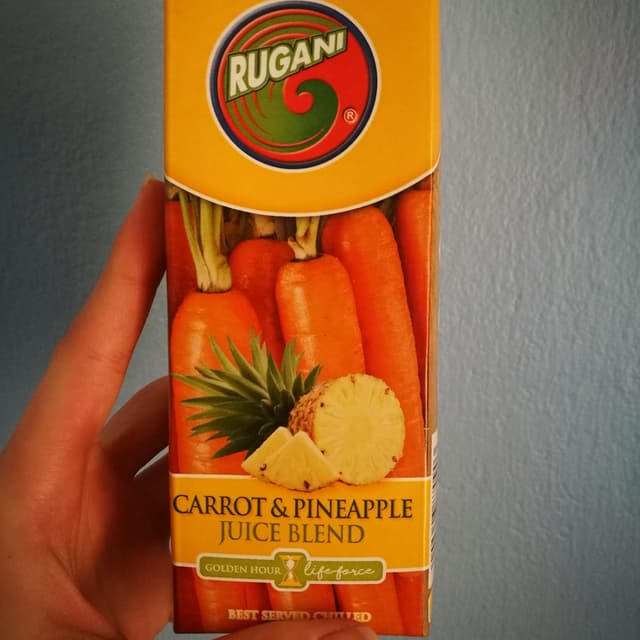 RUGANI
®
CARROT & PINEAPPLE
JUICE BLEND
GOLDEN HOUR life force
BEST SERVED CHILLED